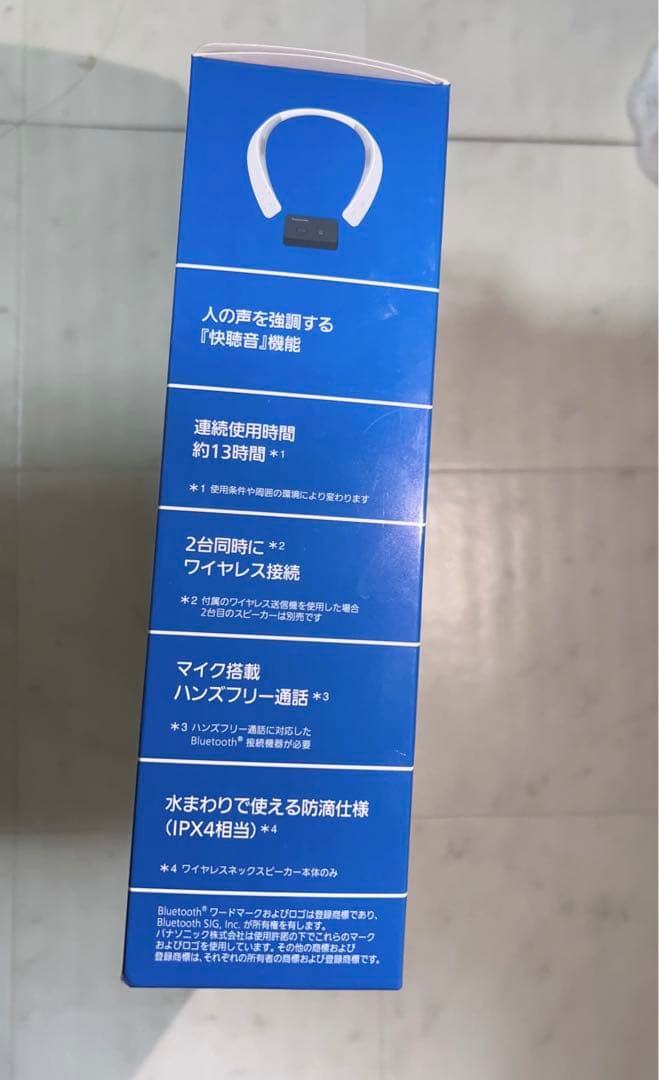 人の声を強調する
『快聴音』機能
連続使用時間
約13時間＊1
＊1 使用条件や周囲の環境により変わります
2台同時に＊2
ワイヤレス接続
＊2 付属のワイヤレス送信機を使用した場合
2台目のスピーカーは別売です
マイク搭載
ハンズフリー通話＊3
＊3 ハンズフリー通話に対応した
Bluetooth® 接続機器が必要
水まわりで使える防滴仕様
（IPX4相当）＊4
＊4 ワイヤレスネックスピーカー本体のみ
Bluetooth® ワードマークおよびロゴは登録商標であり、
Bluetooth SIG, Inc. が所有権を有します。
パナソニック株式会社は使用許諾の下でこれらのマーク
およびロゴを使用しています。その他の商標および
登録商標は、それぞれの所有者の商標および登録商標です。